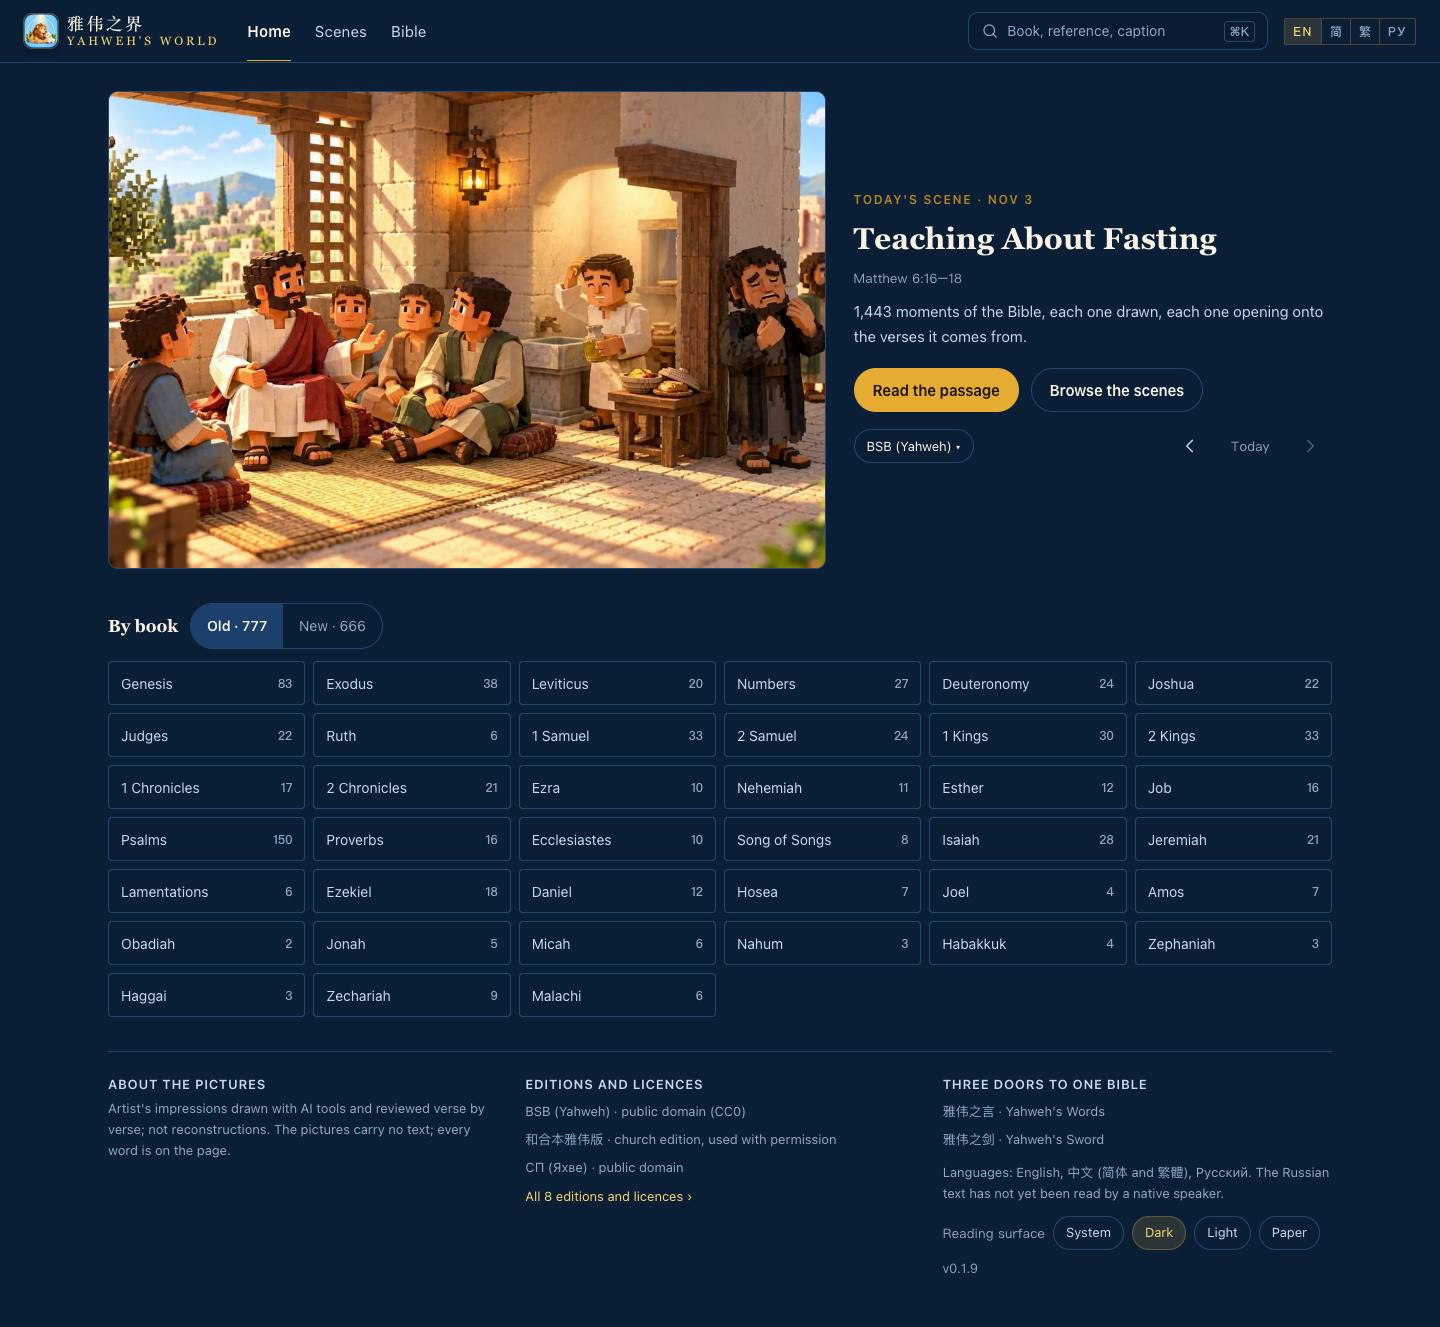 雅伟之界
YAHWEH'S WORLD
Home
Scenes
Bible
Book, reference, caption
⌘K
EN
简
繁
РУ
TODAY'S SCENE · NOV 3
Teaching About Fasting
Matthew 6:16–18
1,443 moments of the Bible, each one drawn, each one opening onto
the verses it comes from.
Read the passage
Browse the scenes
BSB (Yahweh) ▾
Today
By book
Old · 777
New · 666
Genesis 83
Exodus 38
Leviticus 20
Numbers 27
Deuteronomy 24
Joshua 22
Judges 22
Ruth 6
1 Samuel 33
2 Samuel 24
1 Kings 30
2 Kings 33
1 Chronicles 17
2 Chronicles 21
Ezra 10
Nehemiah 11
Esther 12
Job 16
Psalms 150
Proverbs 16
Ecclesiastes 10
Song of Songs 8
Isaiah 28
Jeremiah 21
Lamentations 6
Ezekiel 18
Daniel 12
Hosea 7
Joel 4
Amos 7
Obadiah 2
Jonah 5
Micah 6
Nahum 3
Habakkuk 4
Zephaniah 3
Haggai 3
Zechariah 9
Malachi 6
ABOUT THE PICTURES
Artist's impressions drawn with AI tools and reviewed verse by
verse; not reconstructions. The pictures carry no text; every
word is on the page.
EDITIONS AND LICENCES
BSB (Yahweh) · public domain (CC0)
和合本雅伟版 · church edition, used with permission
СП (Яхве) · public domain
All 8 editions and licences ›
THREE DOORS TO ONE BIBLE
雅伟之言 · Yahweh's Words
雅伟之剑 · Yahweh's Sword
Languages: English, 中文 (简体 and 繁體), Русский. The Russian
text has not yet been read by a native speaker.
Reading surface
System
Dark
Light
Paper
v0.1.9